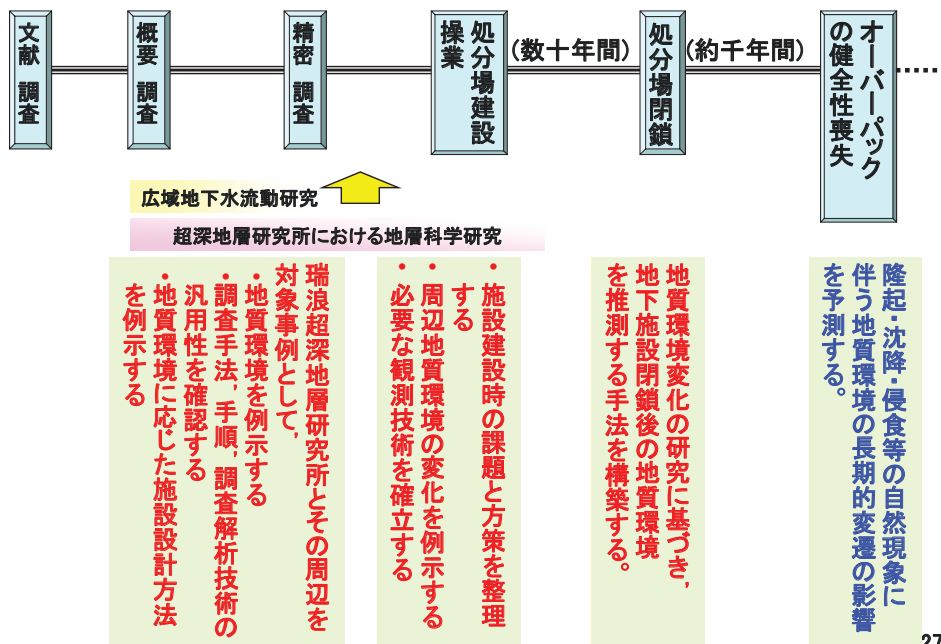 文献 調査
概要 調査
精密 調査
処分場建設
操業
(数十年間)
処分場閉鎖
(約千年間)
オーバーパック
の健全性喪失
広域地下水流動研究
超深地層研究所における地層科学研究
瑞浪超深地層研究所とその周辺を
対象事例として,
・地質環境を例示する
・調査手法,手順,調査解析技術の
汎用性を確認する
・地質環境に応じた施設設計方法
を例示する
・施設建設時の課題と方策を整理
する
・周辺地質環境の変化を例示する
・必要な観測技術を確立する
地質環境変化の研究に基づき,
地下施設閉鎖後の地質環境
を推測する手法を構築する。
隆起・沈降・侵食等の自然現象に
伴う地質環境の長期的変遷の影響
を予測する。
27